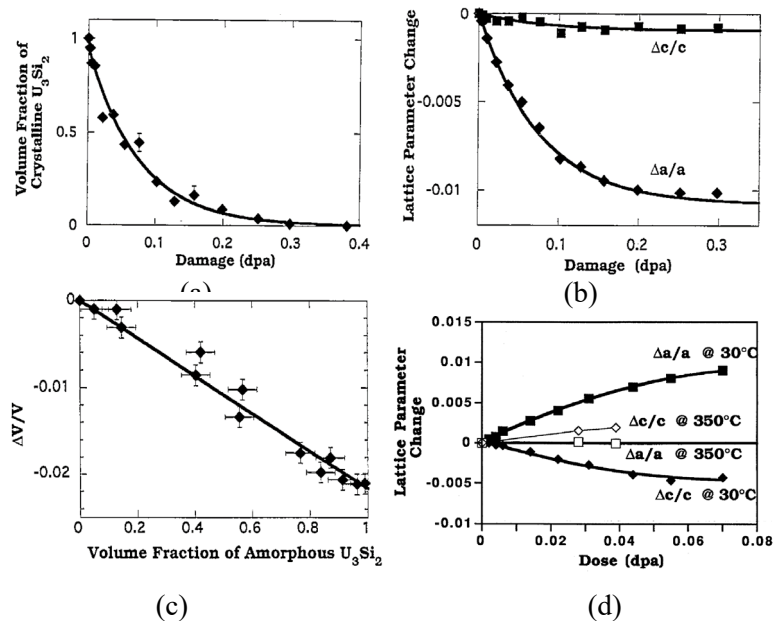 Volume Fraction of
Crystalline U3Si2
1
0.5
0
0
0.1
0.2
0.3
0.4
Damage (dpa)
(a)
Lattice Parameter Change
0
-0.005
-0.01
Δc/c
Δa/a
0
0.1
0.2
0.3
Damage (dpa)
(b)
ΔV/V
0
-0.01
-0.02
0
0.2
0.4
0.6
0.8
1
Volume Fraction of Amorphous U3Si2
(c)
Lattice Parameter
Change
0.015
0.01
0.005
0
-0.005
-0.01
Δa/a @ 30°C
Δc/c @ 350°C
Δa/a @ 350°C
Δc/c @ 30°C
0
0.02
0.04
0.06
0.08
Dose (dpa)
(d)